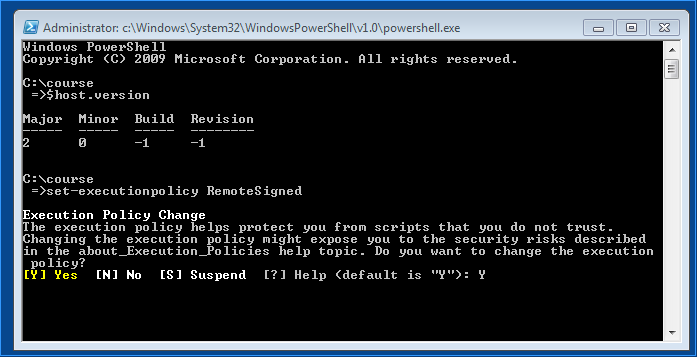 Administrator: c:\Windows\System32\WindowsPowerShell\v1.0\powershell.exe
Windows PowerShell
Copyright (C) 2009 Microsoft Corporation. All rights reserved.
C:\course
=>$host.version
Major  Minor  Build  Revision
-----  -----  -----  --------
2      0      -1     -1
C:\course
=>set-executionpolicy RemoteSigned
Execution Policy Change
The execution policy helps protect you from scripts that you do not trust.
Changing the execution policy might expose you to the security risks described
in the about_Execution_Policies help topic. Do you want to change the execution
policy?
[Y] Yes  [N] No  [S] Suspend  [?] Help (default is "Y"): Y